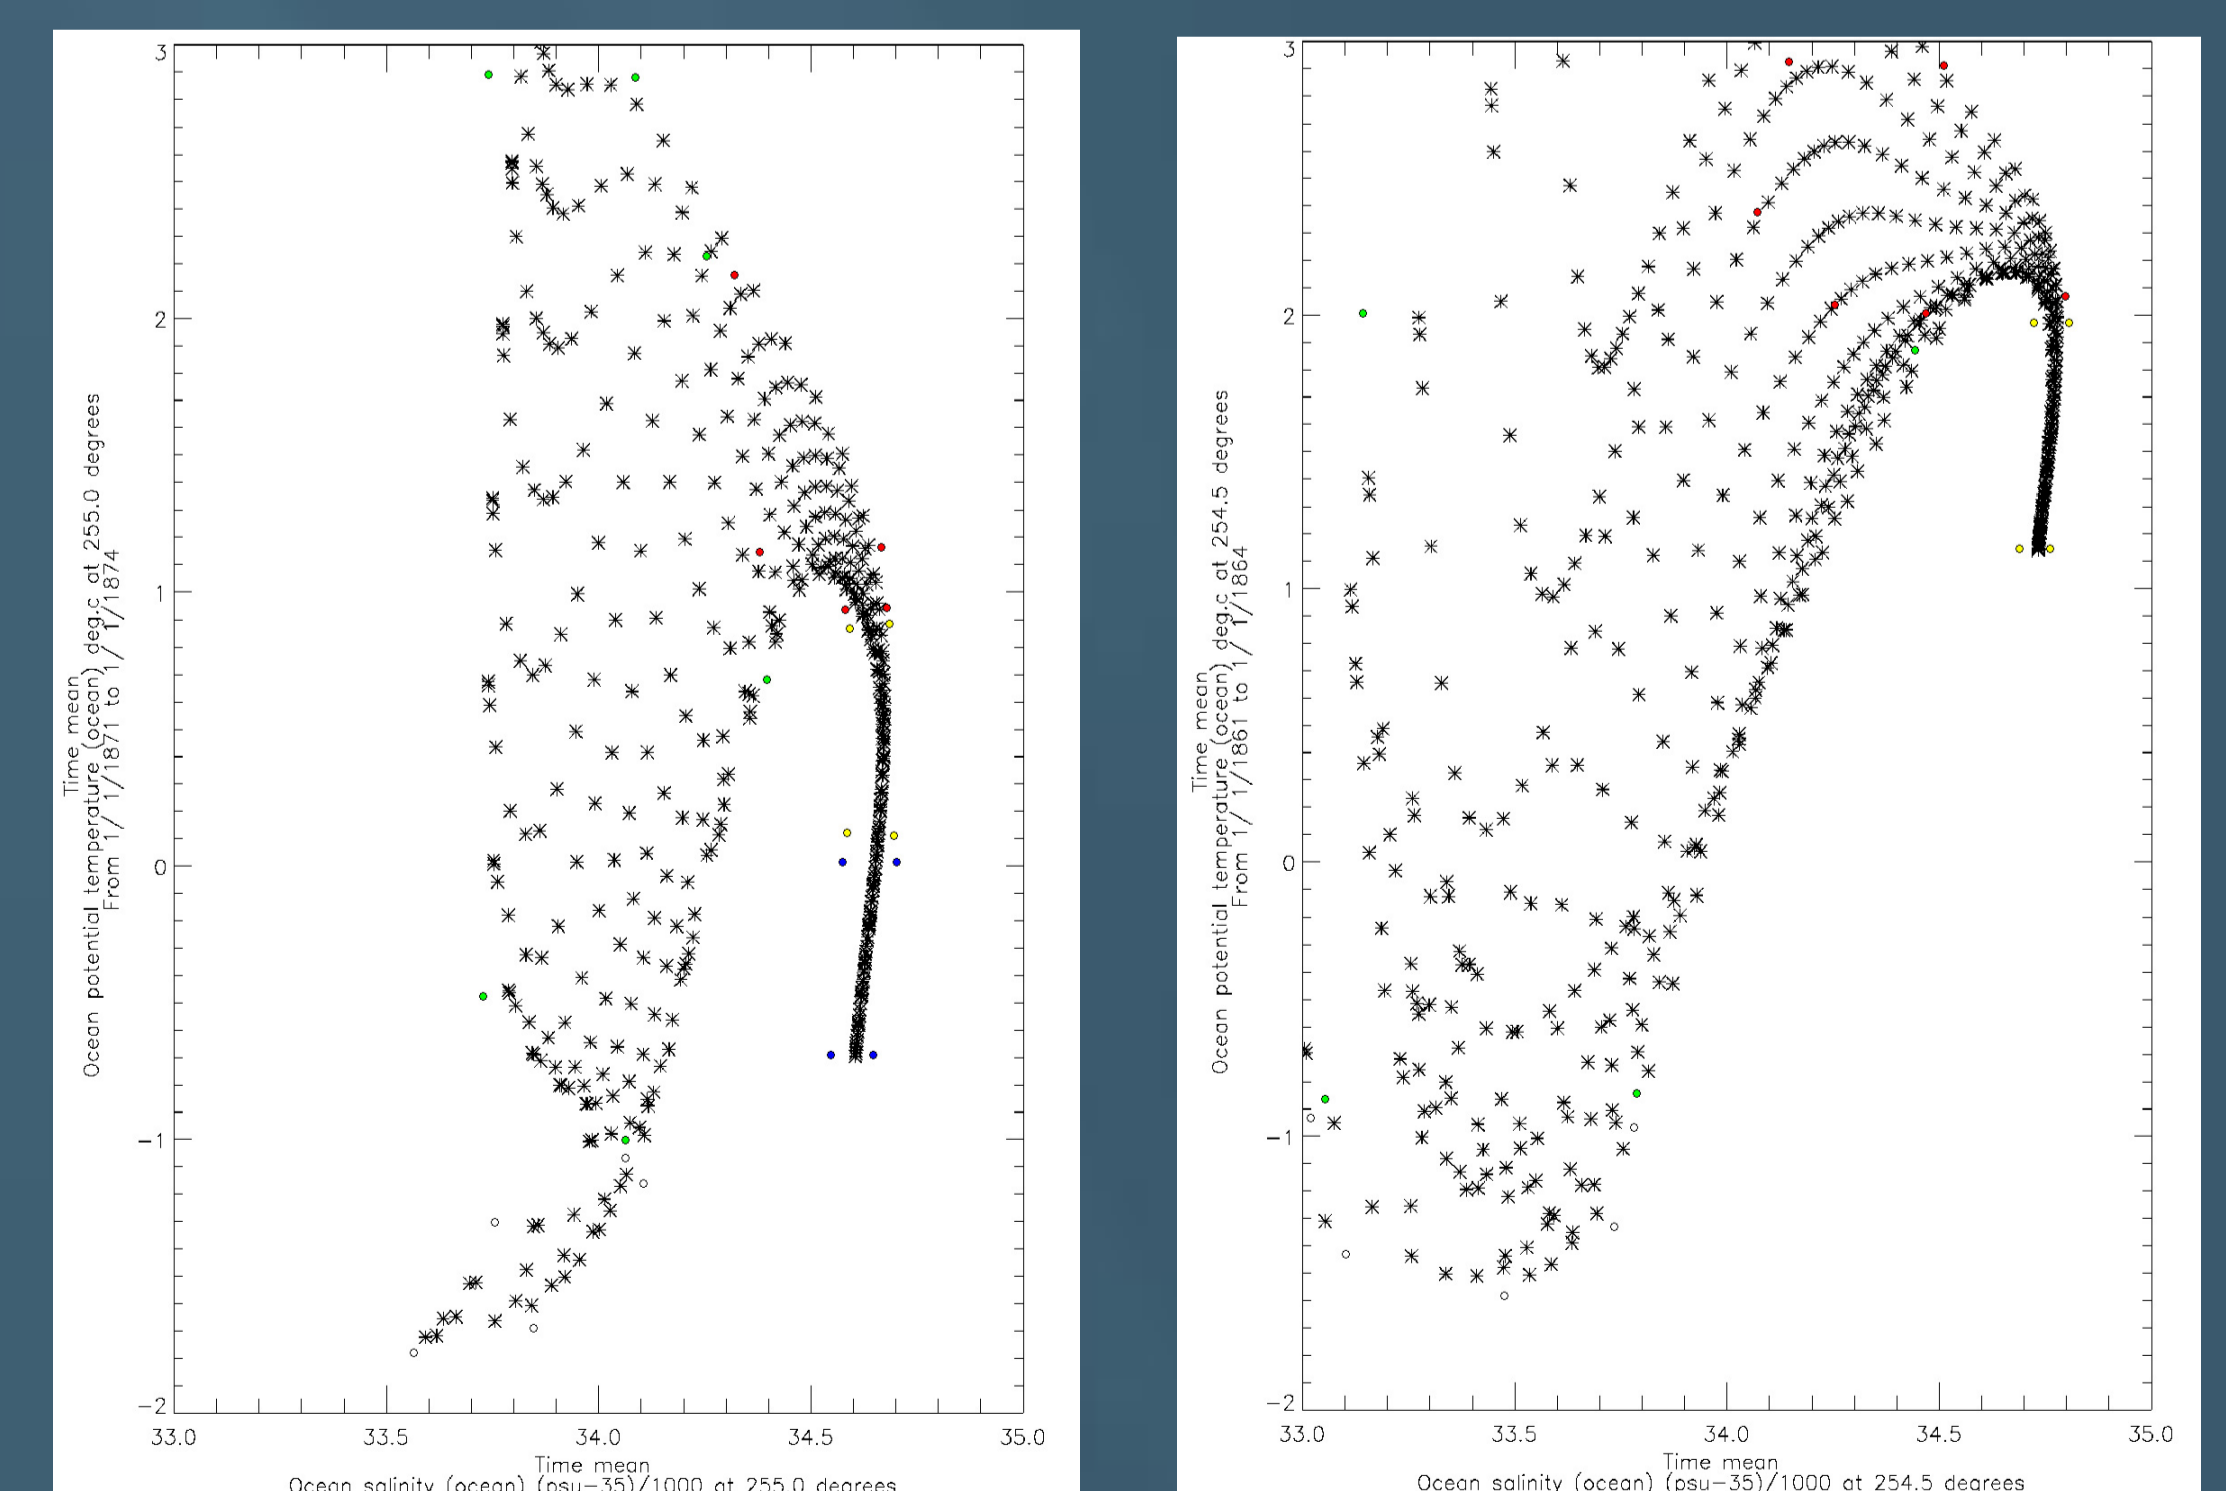 3
2
1
0
-1
-2
33.0 33.5 34.0 34.5 35.0
Time mean
Ocean salinity (ocean) (psu-35)/1000 at 255.0 degrees
Time mean
Ocean potential temperature (ocean) deg.c at 255.0 degrees
From 1/ 1/1871 to 1/ 1/1874
3
2
1
0
-1
-2
33.0 33.5 34.0 34.5 35.0
Time mean
Ocean salinity (ocean) (psu-35)/1000 at 254.5 degrees
Time mean
Ocean potential temperature (ocean) deg.c at 254.5 degrees
From 1/ 1/1861 to 1/ 1/1864